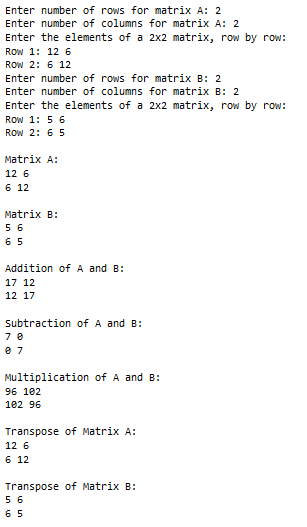 Enter number of rows for matrix A: 2
Enter number of columns for matrix A: 2
Enter the elements of a 2x2 matrix, row by row:
Row 1: 12 6
Row 2: 6 12
Enter number of rows for matrix B: 2
Enter number of columns for matrix B: 2
Enter the elements of a 2x2 matrix, row by row:
Row 1: 5 6
Row 2: 6 5
Matrix A:
12 6
6 12
Matrix B:
5 6
6 5
Addition of A and B:
17 12
12 17
Subtraction of A and B:
7 0
0 7
Multiplication of A and B:
96 102
102 96
Transpose of Matrix A:
12 6
6 12
Transpose of Matrix B:
5 6
6 5